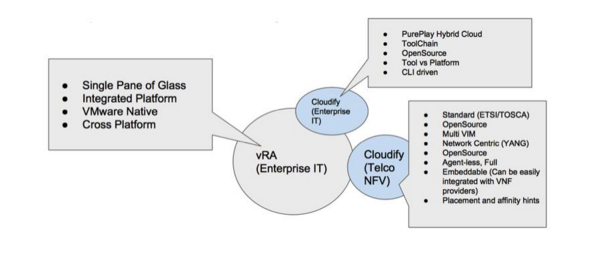 PurePlay Hybrid Cloud
ToolChain
OpenSource
Tool vs Platform
CLI driven
Single Pane of Glass
Integrated Platform
VMware Native
Cross Platform
Cloudify
(Enterprise
IT)
vRA
(Enterprise IT)
Cloudify
(Telco
NFV)
Standard (ETSI/TOSCA)
OpenSource
Multi VIM
Network Centric (YANG)
OpenSource
Agent-less, Full
Embeddable (Can be easily
integrated with VNF
providers)
Placement and affinity hints